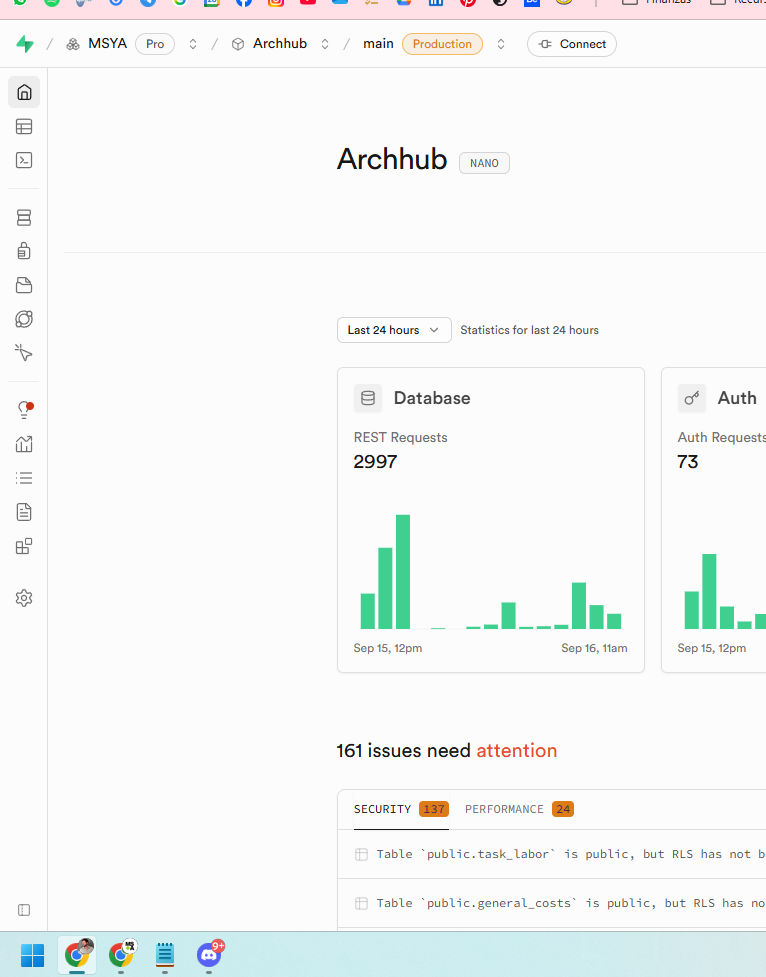 MSYA Pro / Archhub / main Production Connect
Archhub NANO
Last 24 hours Statistics for last 24 hours
Database
REST Requests
2997
Sep 15, 12pm Sep 16, 11am
Auth
Auth Requests
73
Sep 15, 12pm
161 issues need attention
SECURITY 137 PERFORMANCE 24
Table `public.task_labor` is public, but RLS has not b
Table `public.general_costs` is public, but RLS has no
9+